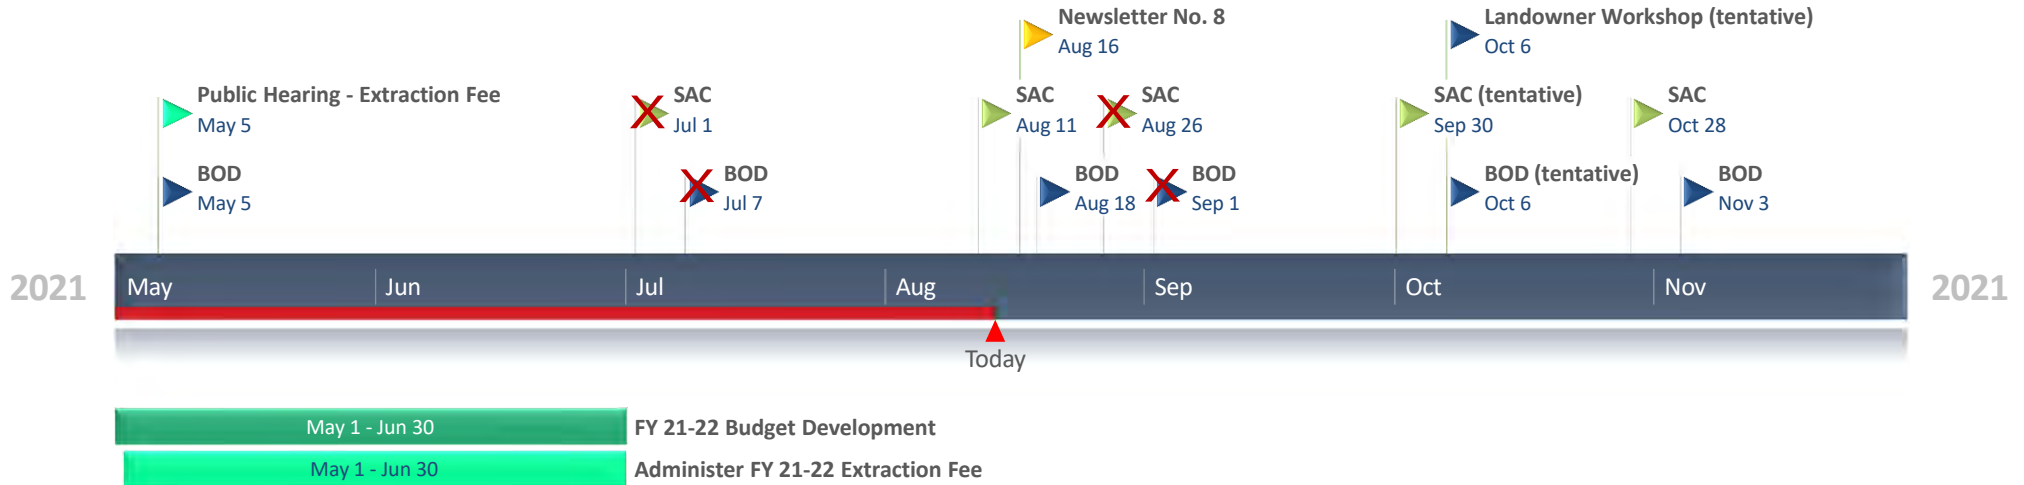 Newsletter No. 8
Aug 16
Landowner Workshop (tentative)
Oct 6
Public Hearing - Extraction Fee
May 5
SAC
Jul 1
SAC
Aug 11
SAC
Aug 26
SAC (tentative)
Sep 30
SAC
Oct 28
BOD
May 5
BOD
Jul 7
BOD
Aug 18
BOD
Sep 1
BOD (tentative)
Oct 6
BOD
Nov 3
2021
May
Jun
Jul
Aug
Sep
Oct
Nov
2021
Today
May 1 - Jun 30
FY 21-22 Budget Development
May 1 - Jun 30
Administer FY 21-22 Extraction Fee